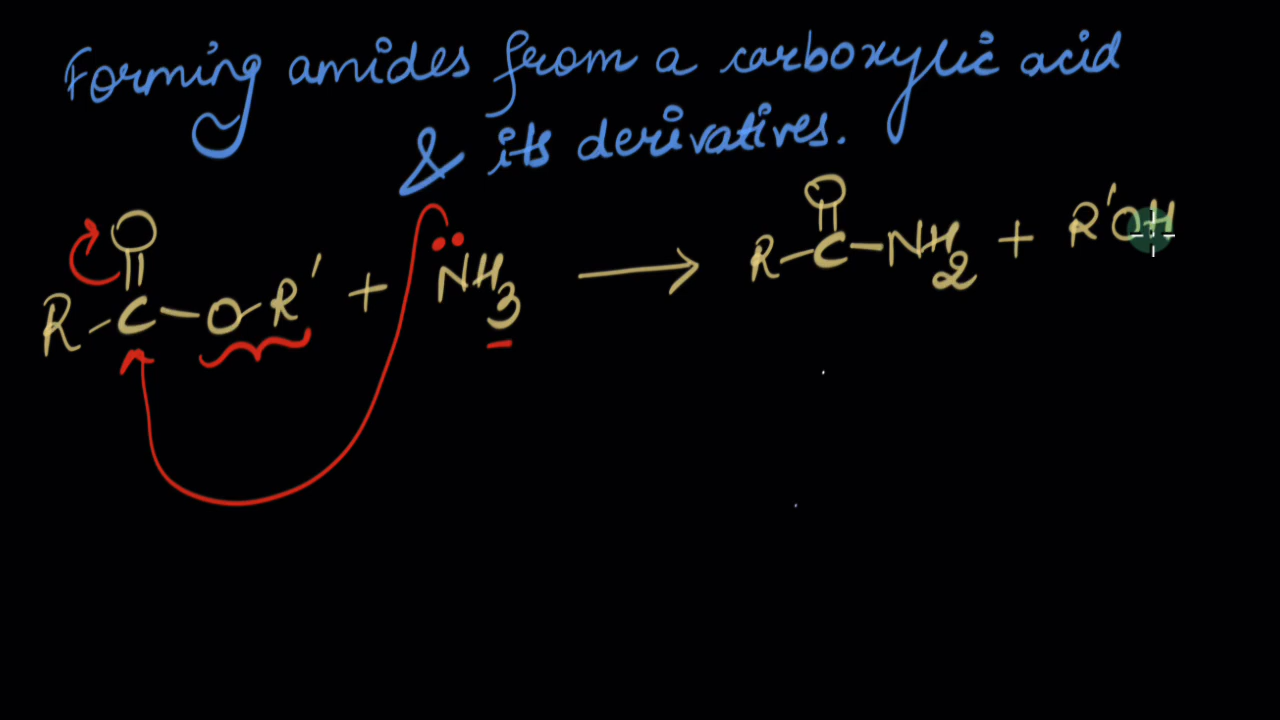 Forming amides from a carboxylic acid
& its derivatives.
O
R-C-O-R' + NH3 → R-C-NH2 + R'OH
O